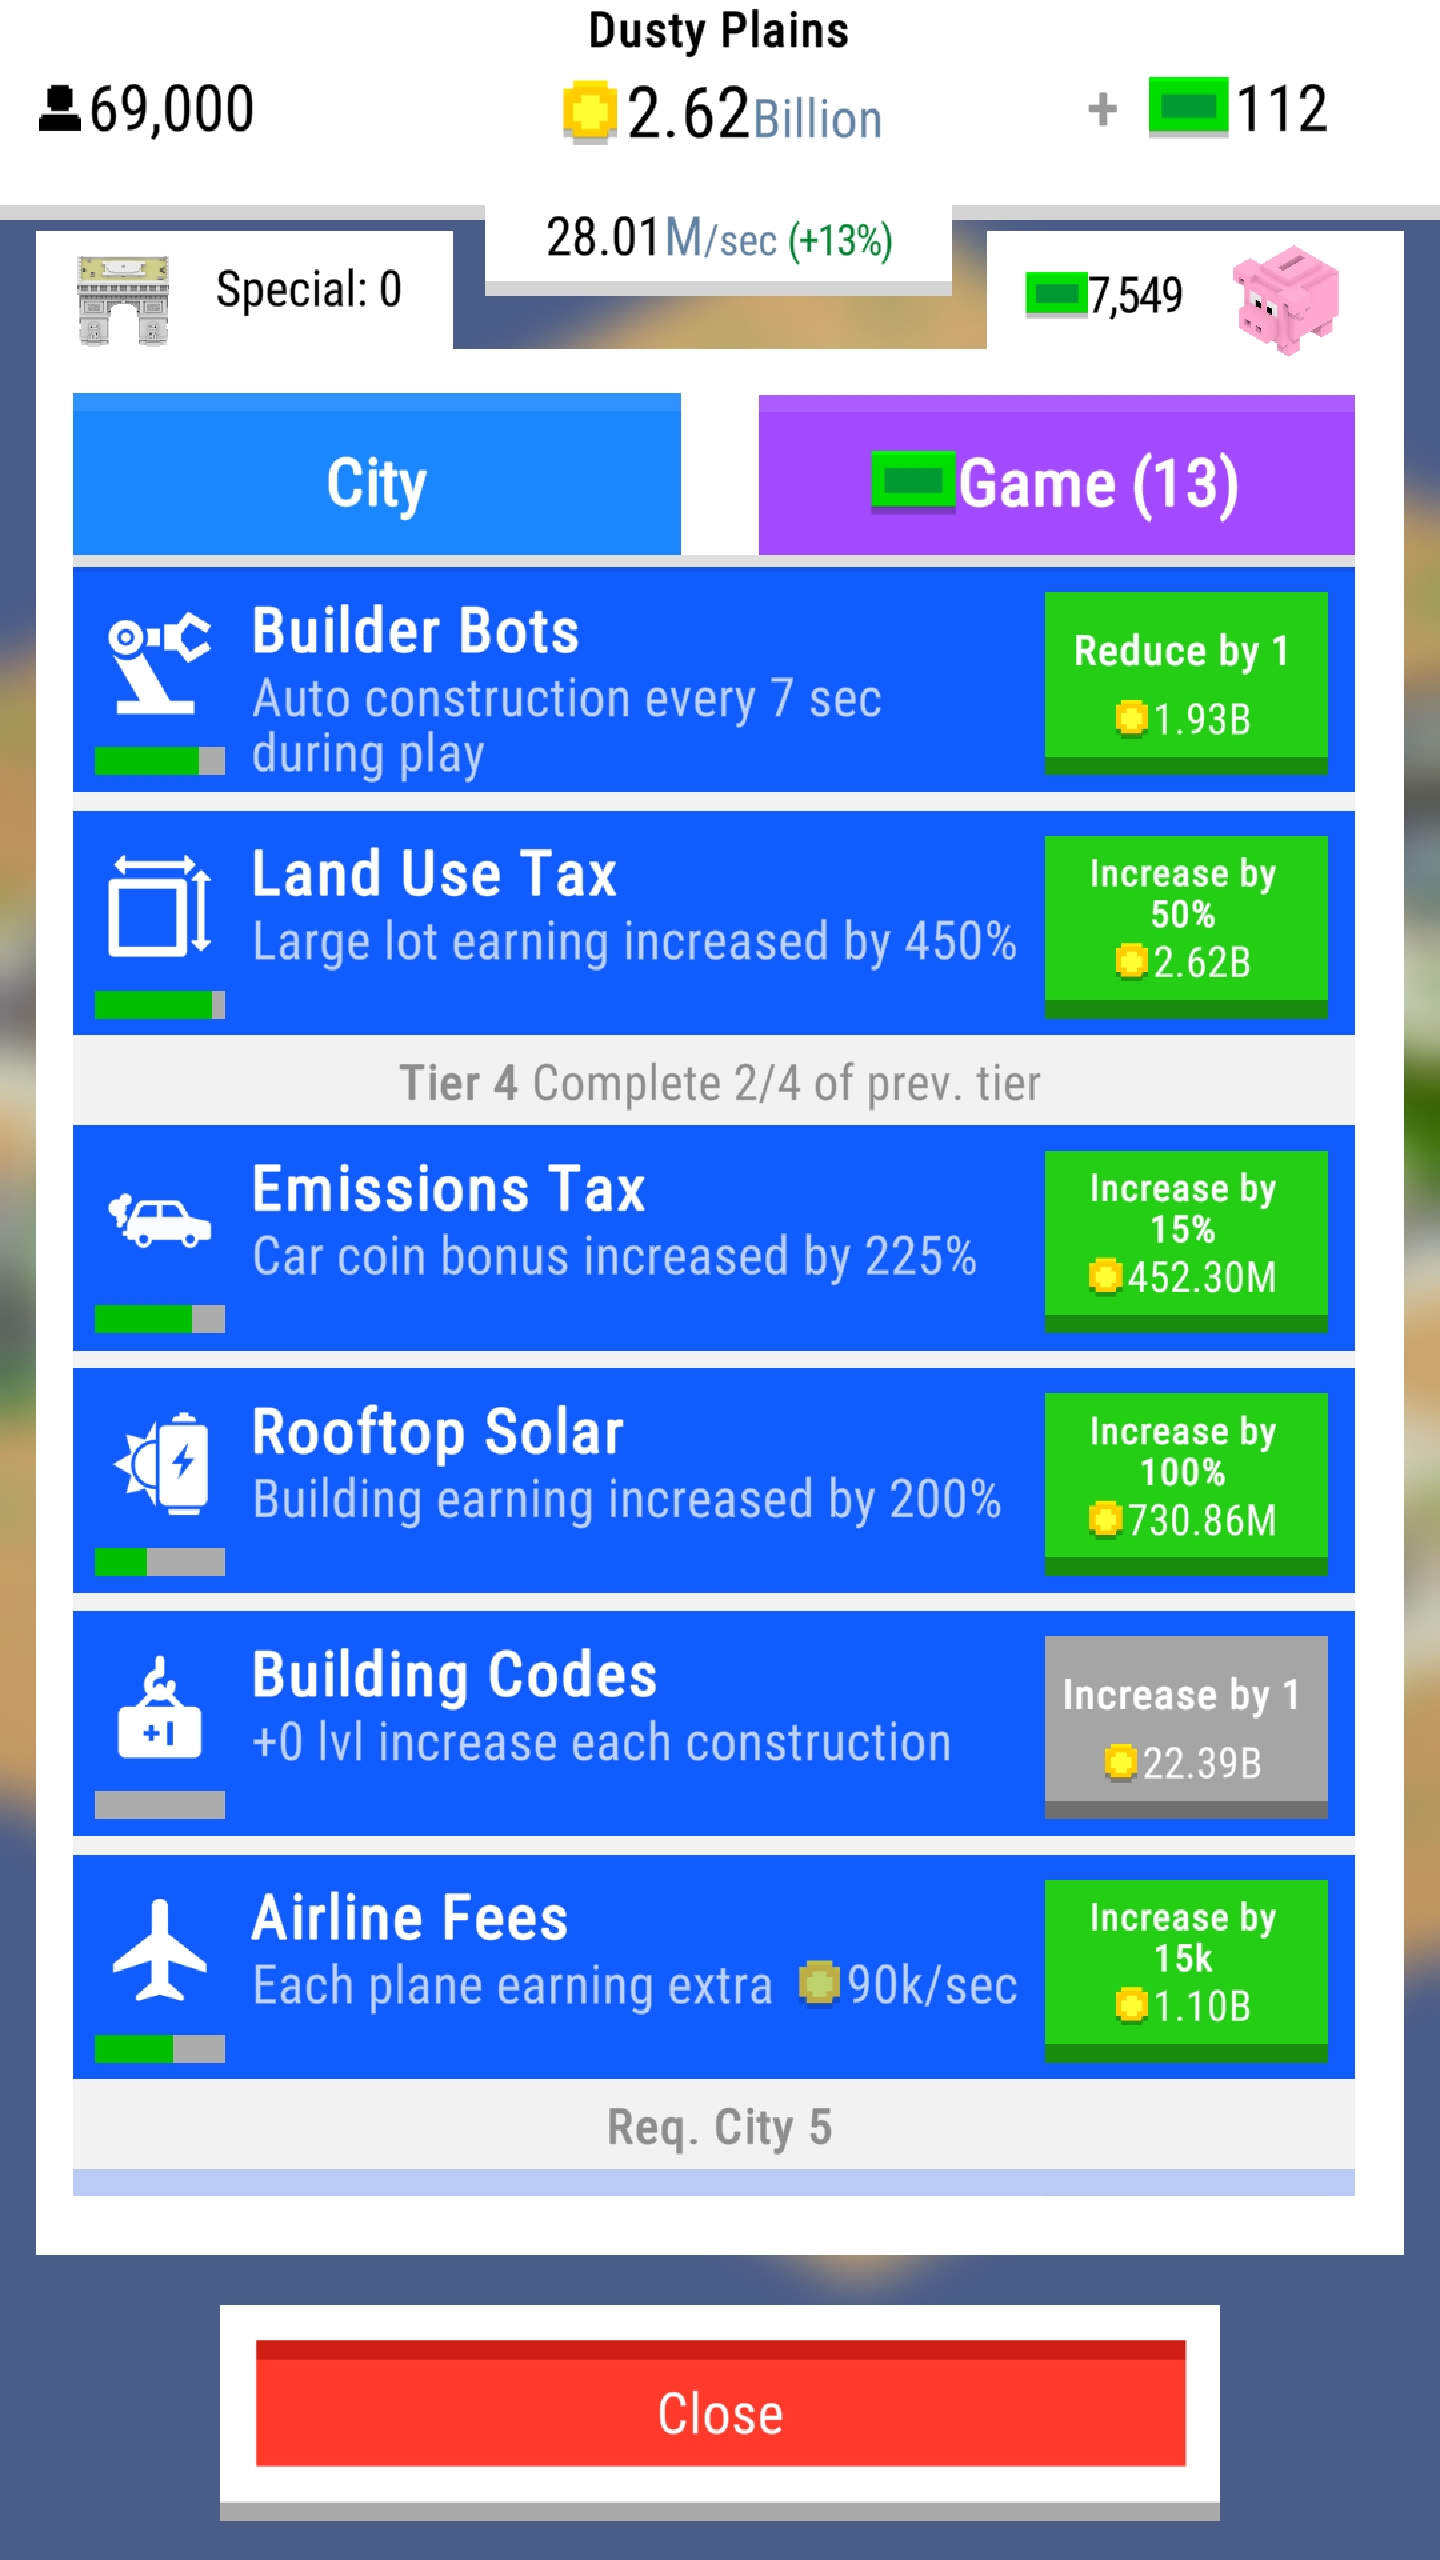 Dusty Plains
69,000
2.62Billion
+ 112
28.01M/sec (+13%)
Special: 0
7,549
City
Game (13)
Builder Bots
Auto construction every 7 sec
during play
Reduce by 1
1.93B
Land Use Tax
Large lot earning increased by 450%
Increase by
50%
2.62B
Tier 4 Complete 2/4 of prev. tier
Emissions Tax
Car coin bonus increased by 225%
Increase by
15%
452.30M
Rooftop Solar
Building earning increased by 200%
Increase by
100%
730.86M
+1
Building Codes
+0 lvl increase each construction
Increase by 1
22.39B
Airline Fees
Each plane earning extra 90k/sec
Increase by
15k
1.10B
Req. City 5
Close